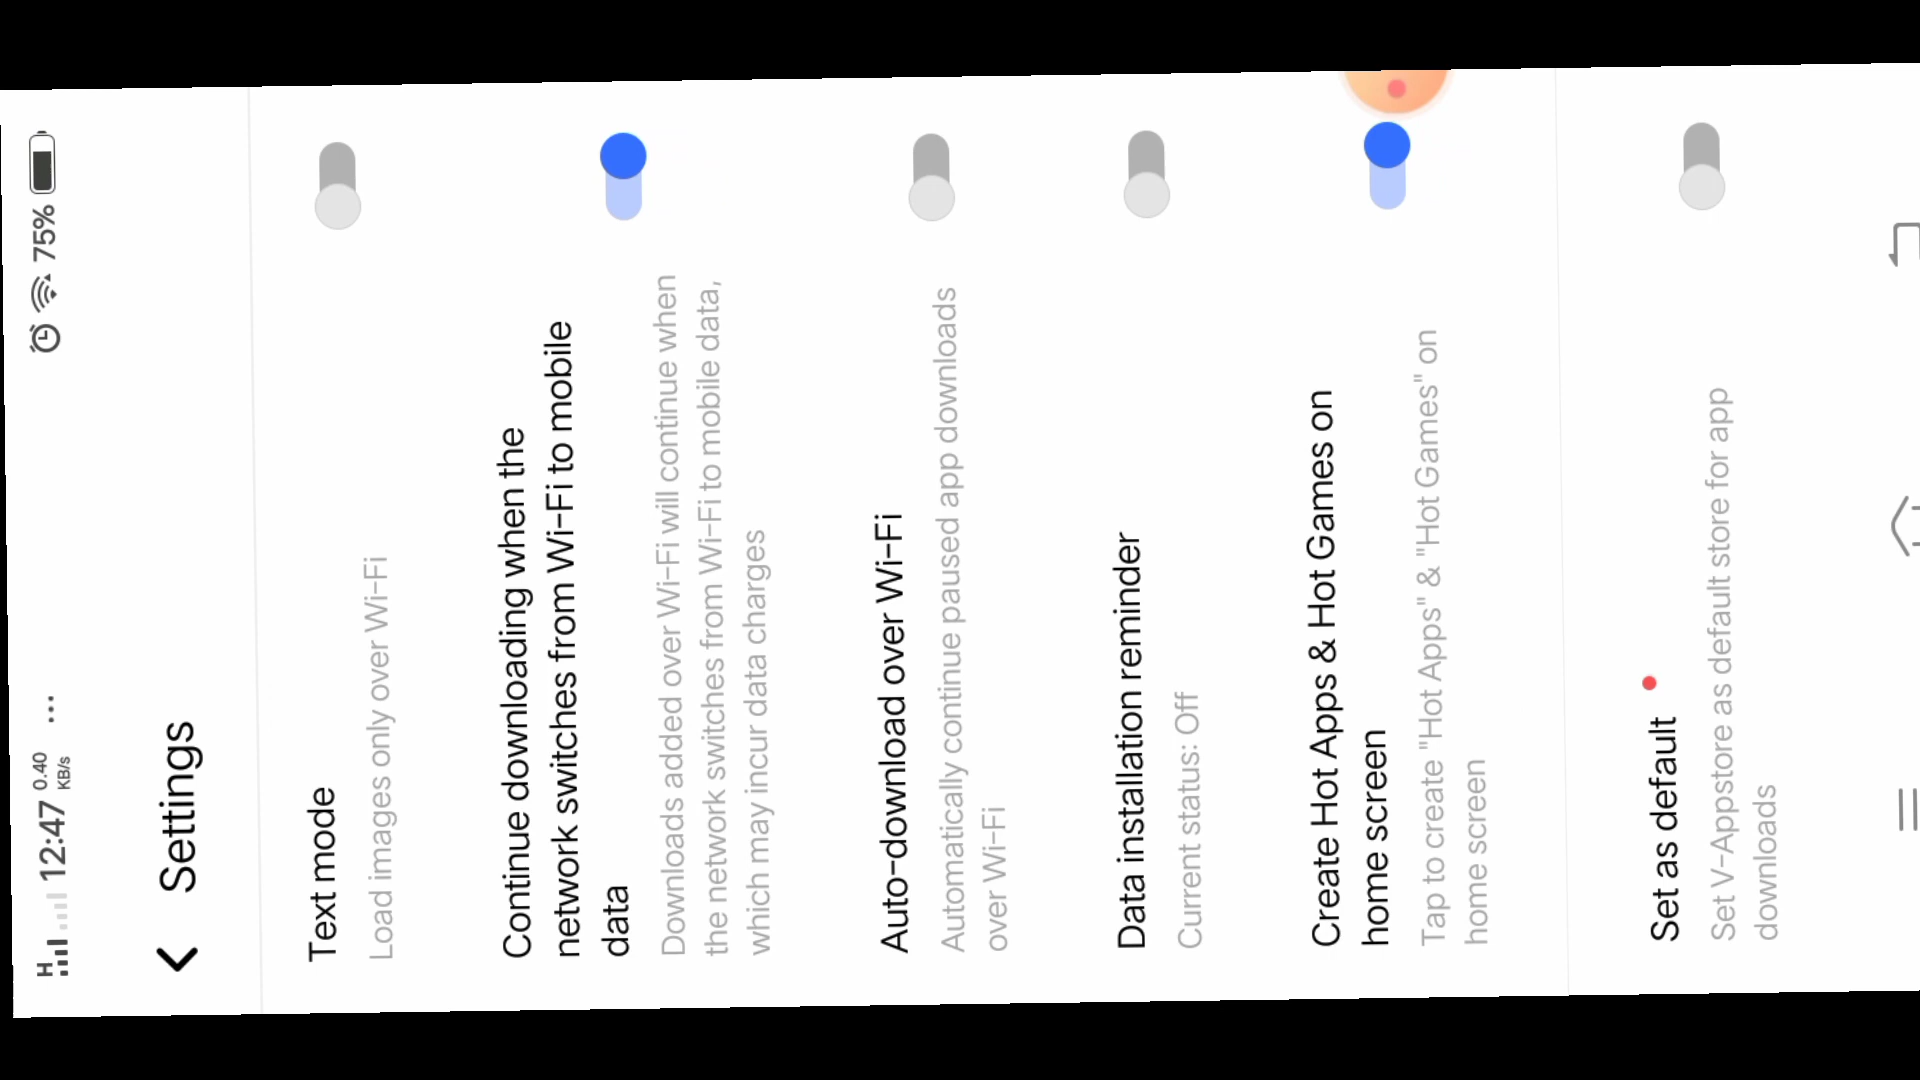 H 12:47 0.40 KB/s ... 75%
Settings
Text mode
Load images only over Wi-Fi
Continue downloading when the
network switches from Wi-Fi to mobile
data
Downloads added over Wi-Fi will continue when
the network switches from Wi-Fi to mobile data,
which may incur data charges
Auto-download over Wi-Fi
Automatically continue paused app downloads
over Wi-Fi
Data installation reminder
Current status: Off
Create Hot Apps & Hot Games on
home screen
Tap to create "Hot Apps" & "Hot Games" on
home screen
Set as default
Set V-Appstore as default store for app
downloads